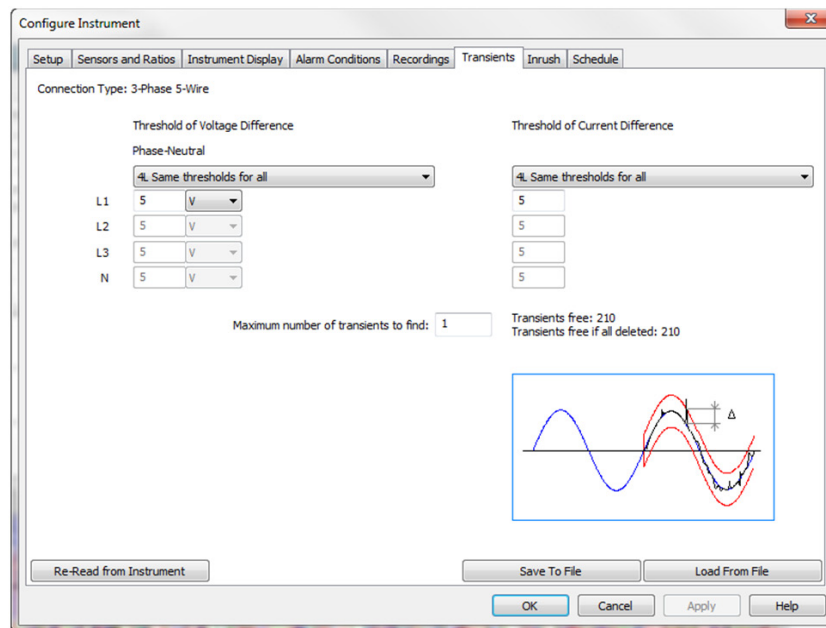 Configure Instrument
Setup Sensors and Ratios Instrument Display Alarm Conditions Recordings Transients Inrush Schedule
Connection Type: 3-Phase 5-Wire
Threshold of Voltage Difference Threshold of Current Difference
Phase-Neutral
4L Same thresholds for all 4L Same thresholds for all
L1 5 V 5
L2 5 V 5
L3 5 V 5
N 5 V 5
Maximum number of transients to find: 1 Transients free: 210
Transients free if all deleted: 210
Δ
Re-Read from Instrument Save To File Load From File
OK Cancel Apply Help